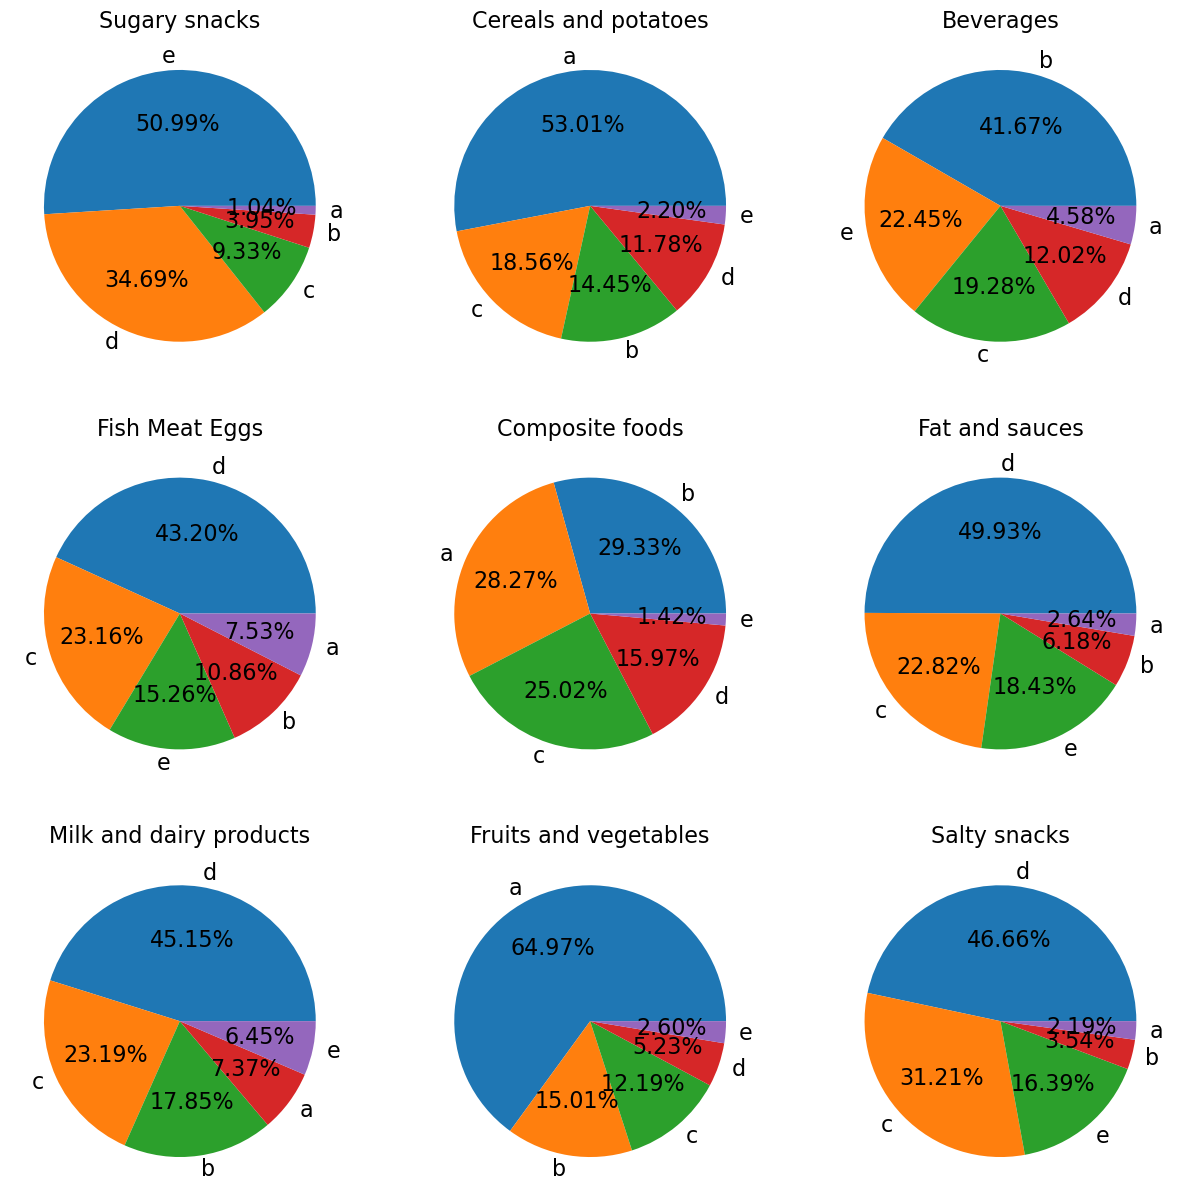 Sugary snacks
e
50.99%
1.04%
a
3.95%
b
9.33%
c
34.69%
d
Cereals and potatoes
a
53.01%
2.20%
e
11.78%
d
18.56%
c
14.45%
b
Beverages
b
41.67%
22.45%
e
4.58%
a
12.02%
d
19.28%
c
Fish Meat Eggs
d
43.20%
23.16%
c
7.53%
a
10.86%
b
15.26%
e
Composite foods
b
29.33%
a
28.27%
1.42%
e
15.97%
d
25.02%
c
Fat and sauces
d
49.93%
2.64%
a
6.18%
b
22.82%
c
18.43%
e
Milk and dairy products
d
45.15%
6.45%
e
23.19%
c
7.37%
a
17.85%
b
Fruits and vegetables
a
64.97%
2.60%
e
5.23%
d
12.19%
c
15.01%
b
Salty snacks
d
46.66%
2.19%
a
3.54%
b
31.21%
c
16.39%
e